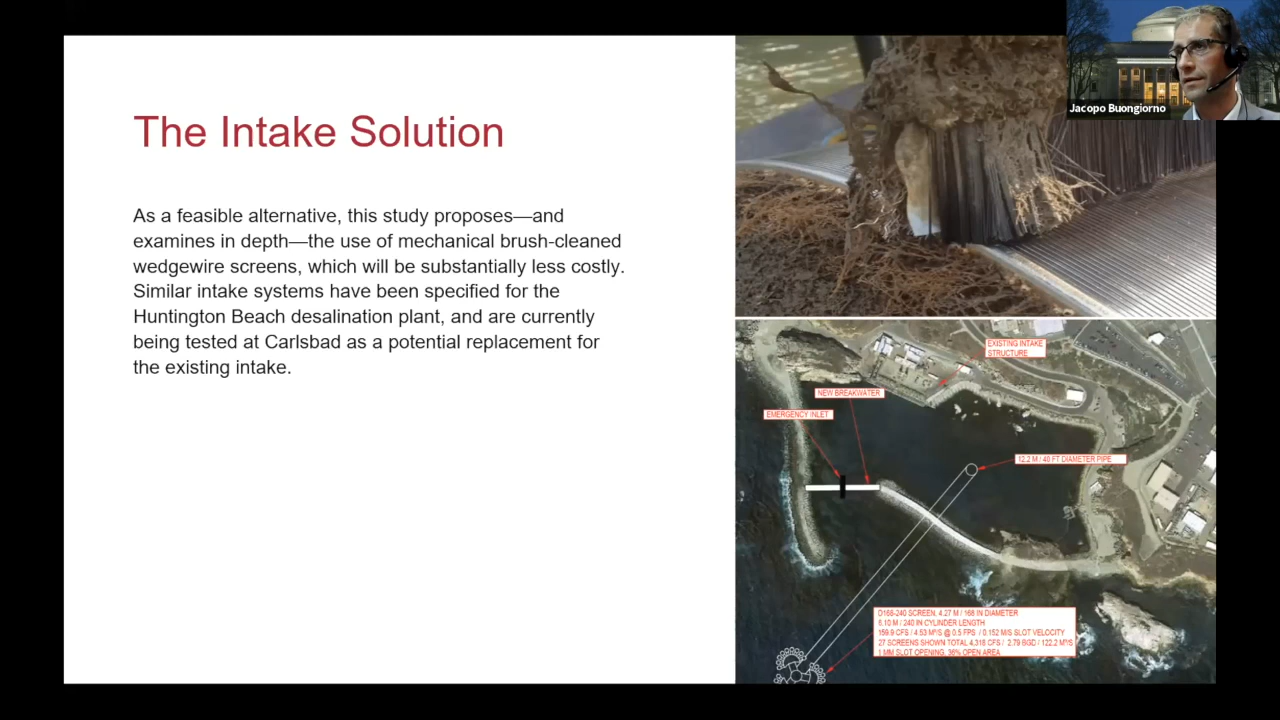 The Intake Solution
As a feasible alternative, this study proposes—and
examines in depth—the use of mechanical brush-cleaned
wedgewire screens, which will be substantially less costly.
Similar intake systems have been specified for the
Huntington Beach desalination plant, and are currently
being tested at Carlsbad as a potential replacement for
the existing intake.
Jacopo Buongiorno
EXISTING INTAKE
STRUCTURE
NEW BREAKWATER
EMERGENCY INLET
12.2 M / 40 FT DIAMETER PIPE
D168-240 SCREEN, 4.27 M / 168 IN DIAMETER
6.10 M / 240 IN CYLINDER LENGTH
159.9 CFS / 4.53 M³/S @ 0.5 FPS / 0.152 M/S SLOT VELOCITY
27 SCREENS SHOWN TOTAL 4,318 CFS / 2.79 BGD / 122.2 M³/S
1 MM SLOT OPENING, 36% OPEN AREA